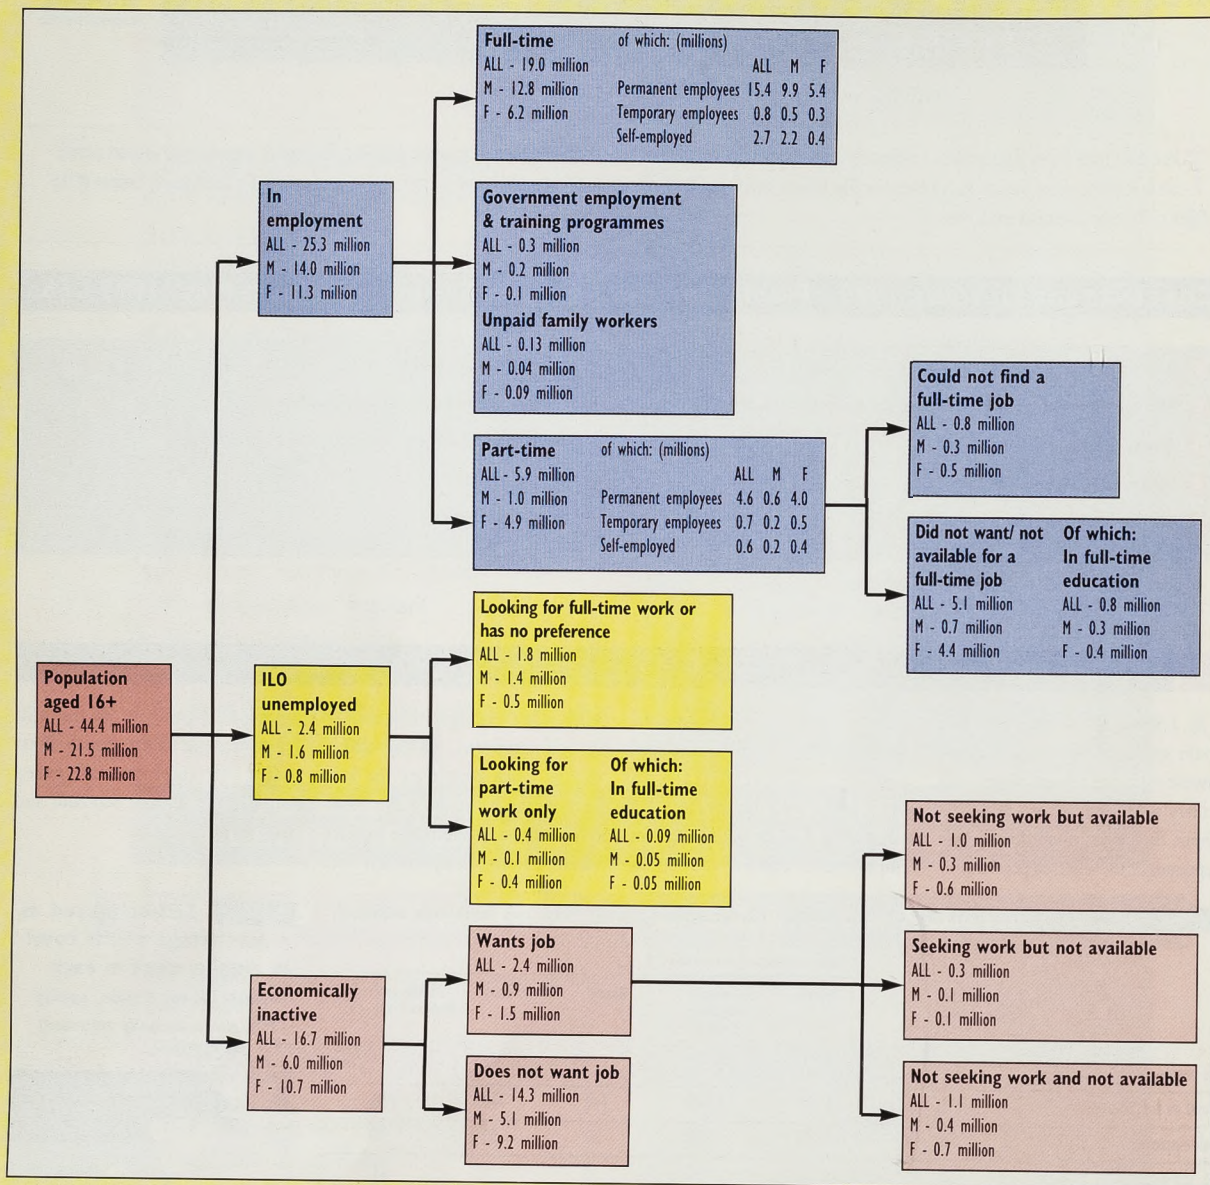 Full-time of which: (millions)
ALL - 19.0 million ALL M F
M - 12.8 million Permanent employees 15.4 9.9 5.4
F - 6.2 million Temporary employees 0.8 0.5 0.3
Self-employed 2.7 2.2 0.4
In
employment
ALL - 25.3 million
M - 14.0 million
F - 11.3 million
Government employment
& training programmes
ALL - 0.3 million
M - 0.2 million
F - 0.1 million
Unpaid family workers
ALL - 0.13 million
M - 0.04 million
F - 0.09 million
Part-time of which: (millions)
ALL - 5.9 million ALL M F
M - 1.0 million Permanent employees 4.6 0.6 4.0
F - 4.9 million Temporary employees 0.7 0.2 0.5
Self-employed 0.6 0.2 0.4
Could not find a
full-time job
ALL - 0.8 million
M - 0.3 million
F - 0.5 million
Did not want/ not Of which:
available for a In full-time
full-time job education
ALL - 5.1 million ALL - 0.8 million
M - 0.7 million M - 0.3 million
F - 4.4 million F - 0.4 million
Population
aged 16+
ALL - 44.4 million
M - 21.5 million
F - 22.8 million
ILO
unemployed
ALL - 2.4 million
M - 1.6 million
F - 0.8 million
Looking for full-time work or
has no preference
ALL - 1.8 million
M - 1.4 million
F - 0.5 million
Looking for Of which:
part-time In full-time
work only education
ALL - 0.4 million ALL - 0.09 million
M - 0.1 million M - 0.05 million
F - 0.4 million F - 0.05 million
Economically
inactive
ALL - 16.7 million
M - 6.0 million
F - 10.7 million
Wants job
ALL - 2.4 million
M - 0.9 million
F - 1.5 million
Does not want job
ALL - 14.3 million
M - 5.1 million
F - 9.2 million
Not seeking work but available
ALL - 1.0 million
M - 0.3 million
F - 0.6 million
Seeking work but not available
ALL - 0.3 million
M - 0.1 million
F - 0.1 million
Not seeking work and not available
ALL - 1.1 million
M - 0.4 million
F - 0.7 million